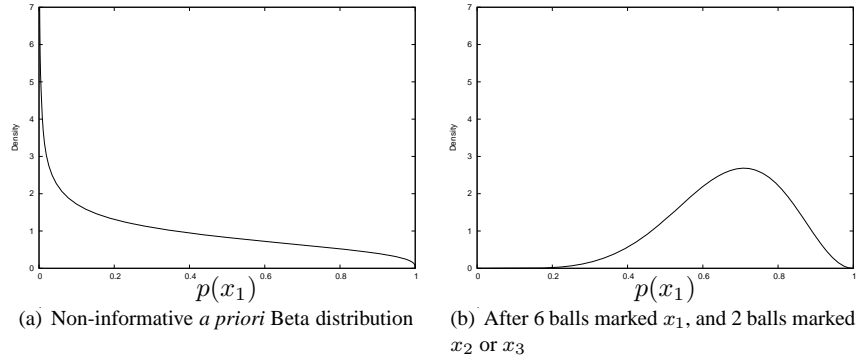 7
6
5
4
3
2
1
0
Density
0 0.2 0.4 0.6 0.8 1
p(x₁)
(a) Non-informative a priori Beta distribution
7
6
5
4
3
2
1
0
Density
0 0.2 0.4 0.6 0.8 1
p(x₁)
(b) After 6 balls marked x₁, and 2 balls marked
x₂ or x₃